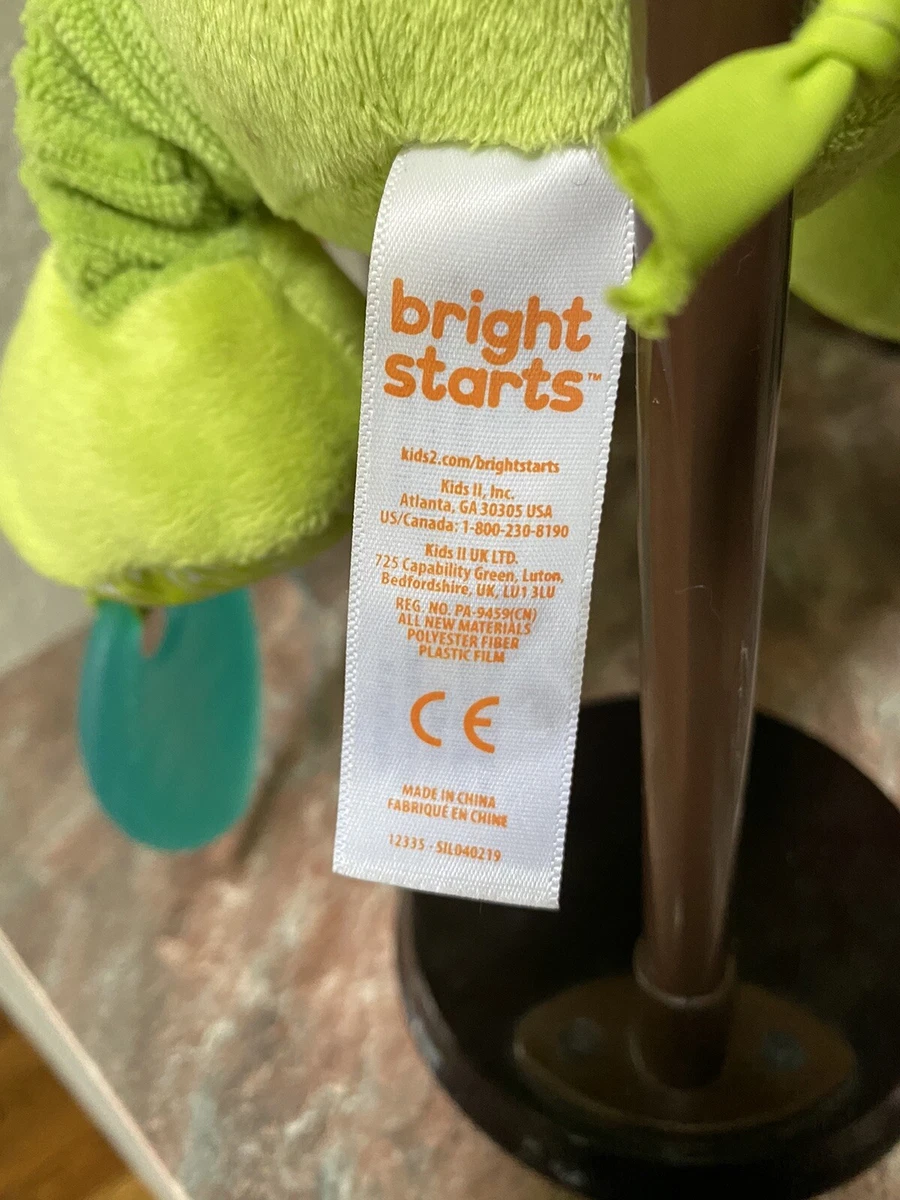 bright
starts™
kids2.com/brightstarts
Kids II, Inc.
Atlanta, GA 30305 USA
US/Canada: 1-800-230-8190
Kids II UK LTD.
725 Capability Green, Luton,
Bedfordshire, UK, LU1 3LU
REG. NO. PA-9459(CN)
ALL NEW MATERIALS
POLYESTER FIBER
PLASTIC FILM
CE
MADE IN CHINA
FABRIQUÉ EN CHINE
12335 - SIL040219